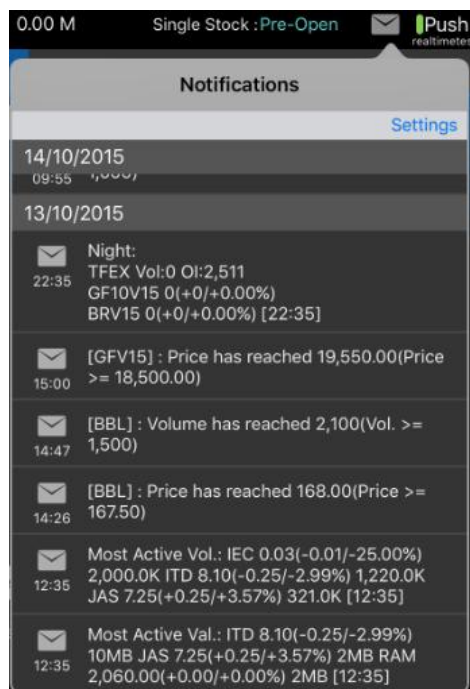 0.00 M Single Stock : Pre-Open Push
realtimete
Notifications
Settings
14/10/2015
09:55 1,000)
13/10/2015
Night:
TFEX Vol:0 OI:2,511
22:35
GF10V15 0(+0/+0.00%)
BRV15 0(+0/+0.00%) [22:35]
[GFV15] : Price has reached 19,550.00(Price
15:00 >= 18,500.00)
[BBL] : Volume has reached 2,100(Vol. >=
14:47 1,500)
[BBL] : Price has reached 168.00(Price >=
14:26 167.50)
Most Active Vol.: IEC 0.03(-0.01/-25.00%)
12:35 2,000.0K ITD 8.10(-0.25/-2.99%) 1,220.0K
JAS 7.25(+0.25/+3.57%) 321.0K [12:35]
Most Active Val.: ITD 8.10(-0.25/-2.99%)
12:35 10MB JAS 7.25(+0.25/+3.57%) 2MB RAM
2,060.00(+0.00/+0.00%) 2MB [12:35]